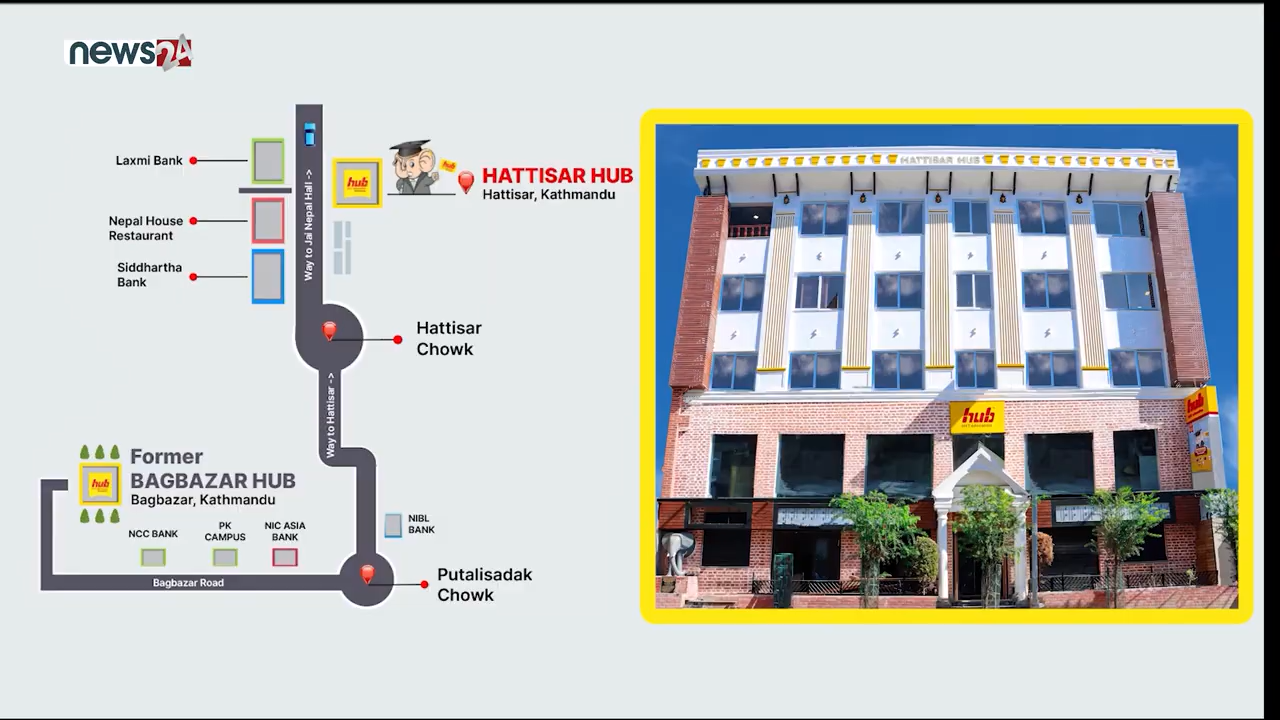 news24
Laxmi Bank
Nepal House
Restaurant
Siddhartha
Bank
Way to Jai Nepal Hall ->
hub
hub
HATTISAR HUB
Hattisar, Kathmandu
Hattisar
Chowk
Way to Hattisar ->
Former
BAGBAZAR HUB
Bagbazar, Kathmandu
hub
NCC BANK
PK
CAMPUS
NIC ASIA
BANK
NIBL
BANK
Bagbazar Road
Putalisadak
Chowk
HATTISAR HUB
hub
hub